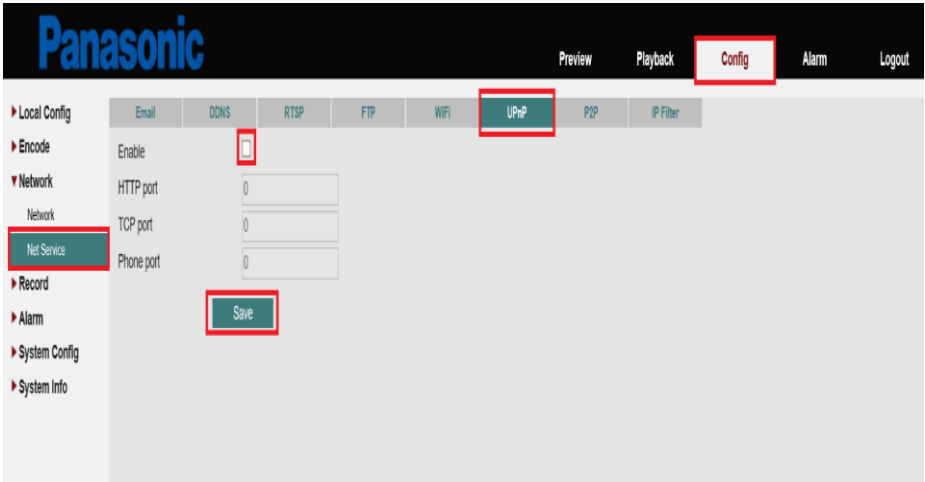 Panasonic
Preview Playback Config Alarm Logout
Local Config
Encode
Network
Network
Net Service
Record
Alarm
System Config
System Info
Email DDNS RTSP FTP WiFi UPnP P2P IP Filter
Enable
HTTP port 0
TCP port 0
Phone port 0
Save